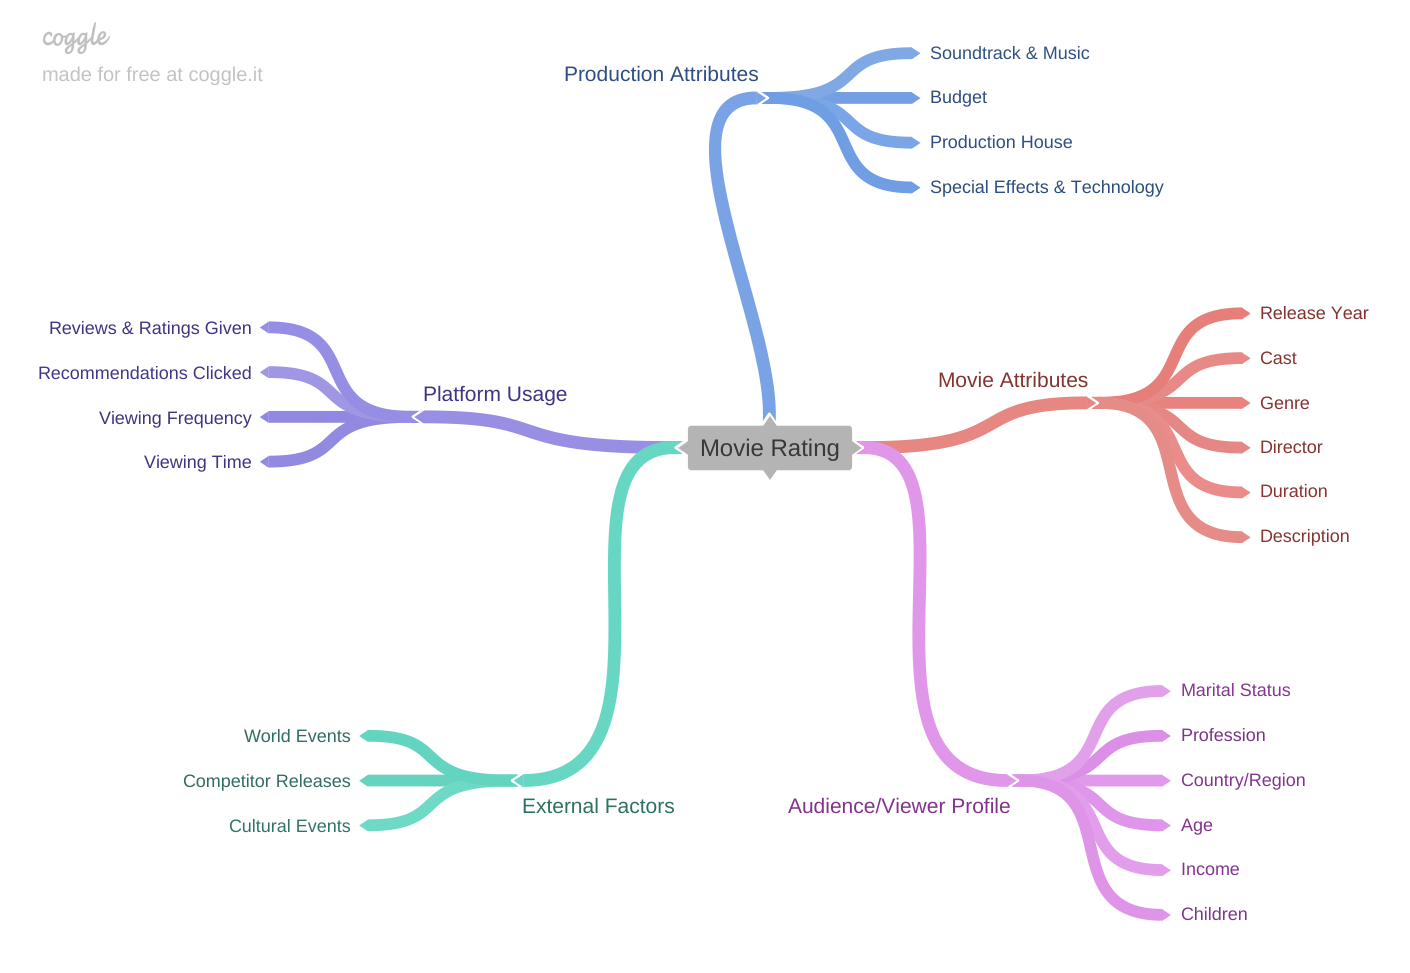 coggle
made for free at coggle.it
Production Attributes
Soundtrack & Music
Budget
Production House
Special Effects & Technology
Reviews & Ratings Given
Recommendations Clicked
Viewing Frequency
Viewing Time
Platform Usage
Movie Rating
Movie Attributes
Release Year
Cast
Genre
Director
Duration
Description
World Events
Competitor Releases
Cultural Events
External Factors
Audience/Viewer Profile
Marital Status
Profession
Country/Region
Age
Income
Children